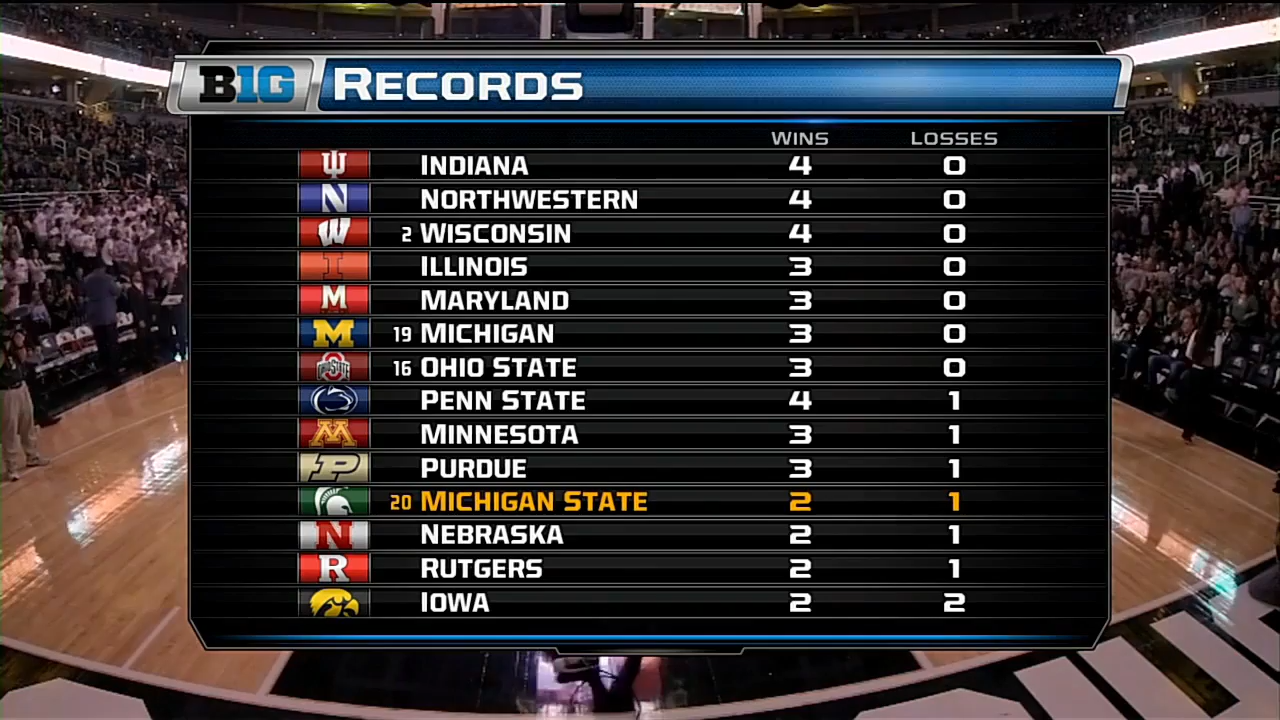 B1G RECORDS
WINS LOSSES
INDIANA 4 0
N NORTHWESTERN 4 0
W 2 WISCONSIN 4 0
I ILLINOIS 3 0
M MARYLAND 3 0
M 19 MICHIGAN 3 0
OHIO STATE 16 OHIO STATE 3 0
PENN STATE 4 1
M MINNESOTA 3 1
P PURDUE 3 1
20 MICHIGAN STATE 2 1
N NEBRASKA 2 1
R RUTGERS 2 1
IOWA 2 2